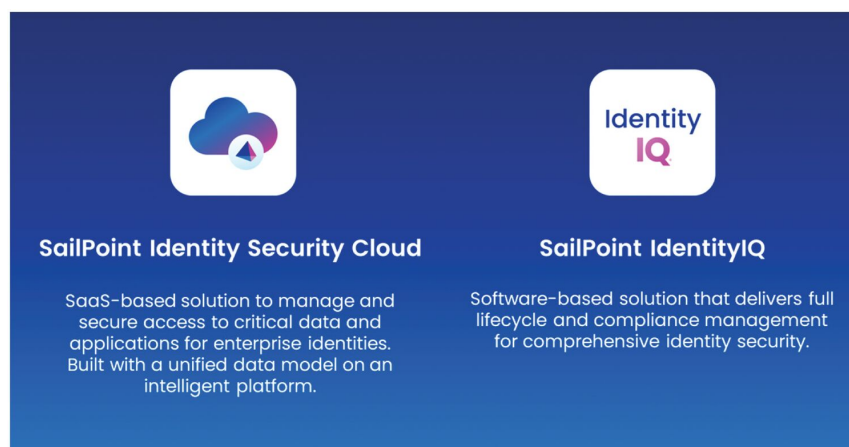 SailPoint Identity Security Cloud
SaaS-based solution to manage and
secure access to critical data and
applications for enterprise identities.
Built with a unified data model on an
intelligent platform.
Identity
IQ
SailPoint IdentityIQ
Software-based solution that delivers full
lifecycle and compliance management
for comprehensive identity security.